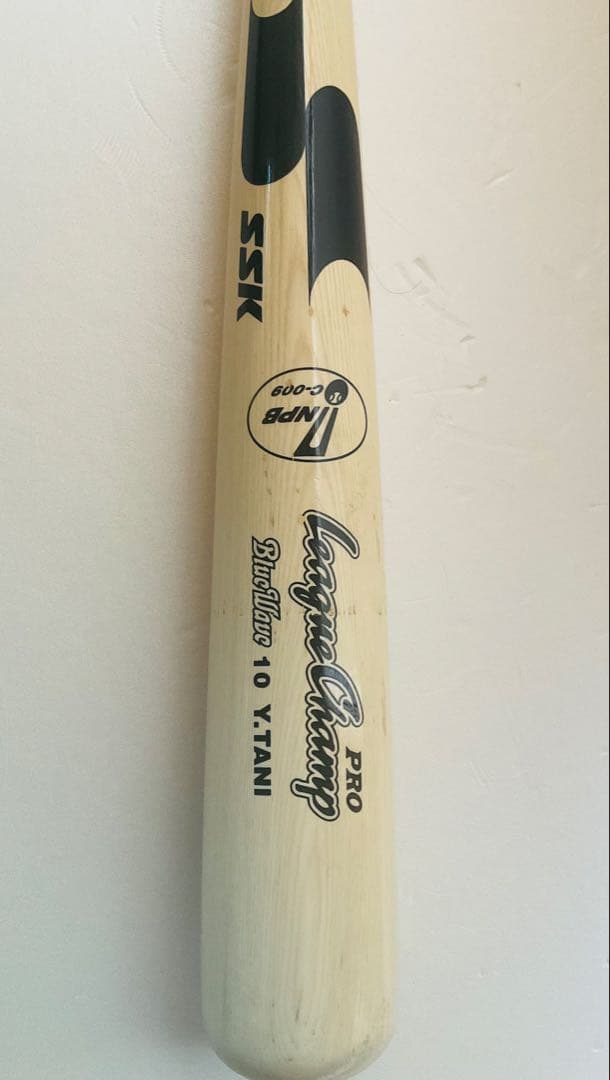 SSK
NPB
C-009
League Champ
PRO
BlueWave 10 Y.TANI